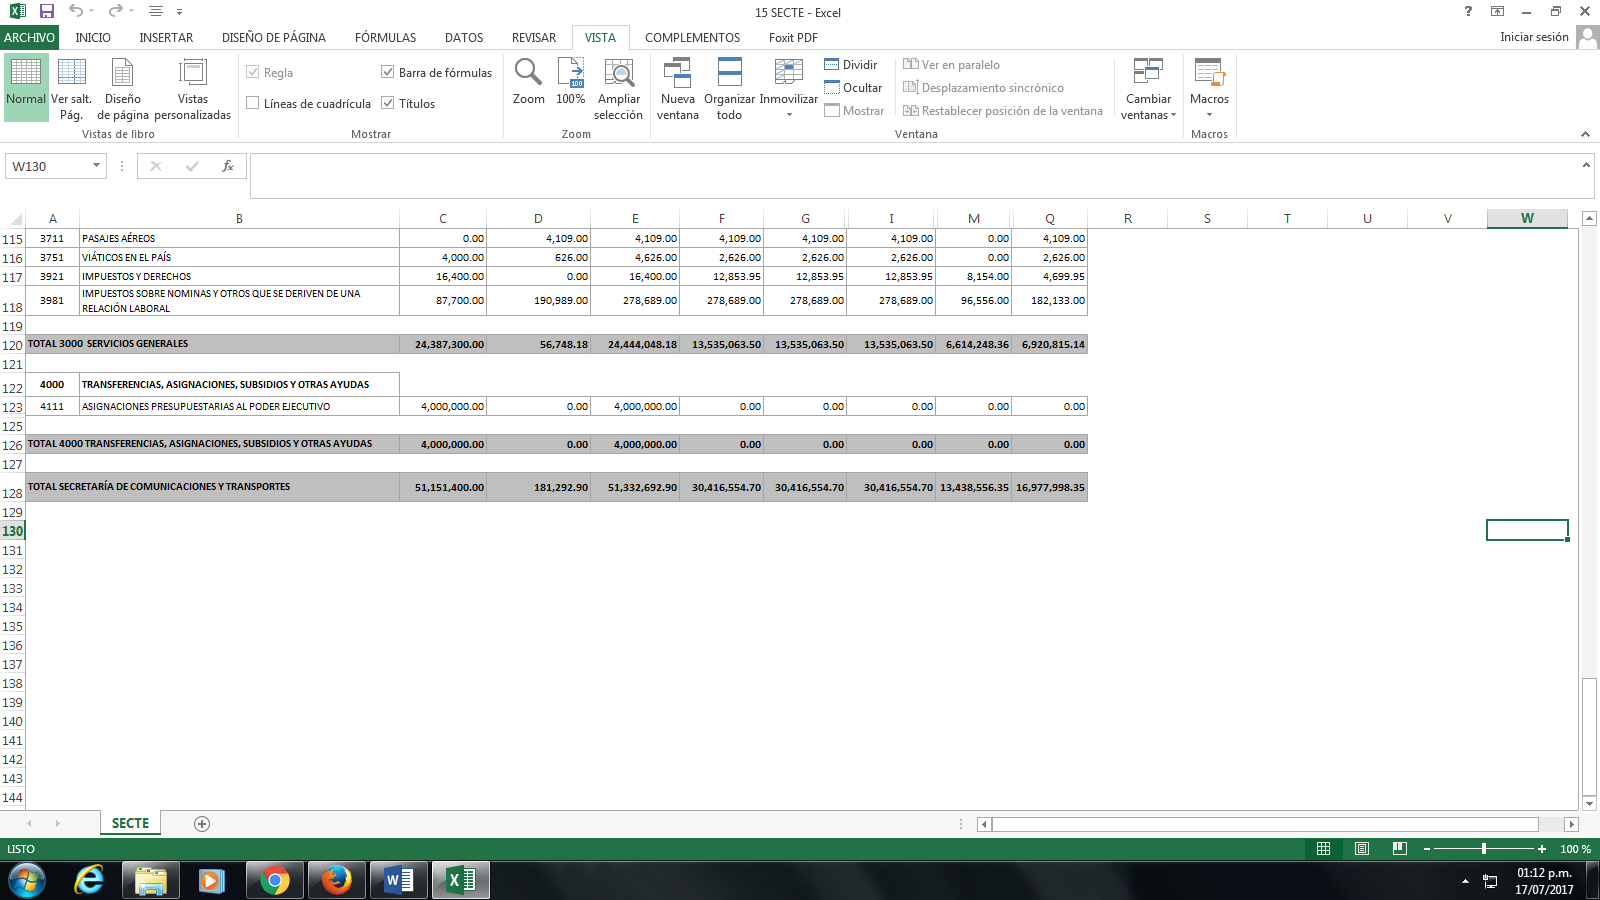 15 SECTE - Excel
?
ARCHIVO INICIO INSERTAR DISEÑO DE PÁGINA FÓRMULAS DATOS REVISAR VISTA COMPLEMENTOS Foxit PDF Iniciar sesión
Normal Ver salt. Pág. Diseño de página Vistas personalizadas
Vistas de libro
Regla Barra de fórmulas
Líneas de cuadrícula Títulos
Mostrar
Zoom 100% Ampliar selección
Zoom
Nueva ventana Organizar todo Inmovilizar
Dividir
Ocultar
Mostrar
Ver en paralelo
Desplazamiento sincrónico
Restablecer posición de la ventana
Ventana
Cambiar ventanas
Macros
Macros
W130 fx
A B C D E F G I M Q R S T U V W
115 3711 PASAJES AÉREOS 0.00 4,109.00 4,109.00 4,109.00 4,109.00 4,109.00 0.00 4,109.00
116 3751 VIÁTICOS EN EL PAÍS 4,000.00 626.00 4,626.00 2,626.00 2,626.00 2,626.00 0.00 2,626.00
117 3921 IMPUESTOS Y DERECHOS 16,400.00 0.00 16,400.00 12,853.95 12,853.95 12,853.95 8,154.00 4,699.95
118 3981 IMPUESTOS SOBRE NOMINAS Y OTROS QUE SE DERIVEN DE UNA
RELACIÓN LABORAL 87,700.00 190,989.00 278,689.00 278,689.00 278,689.00 278,689.00 96,556.00 182,133.00
119
120 TOTAL 3000 SERVICIOS GENERALES 24,387,300.00 56,748.18 24,444,048.18 13,535,063.50 13,535,063.50 13,535,063.50 6,614,248.36 6,920,815.14
121
122 4000 TRANSFERENCIAS, ASIGNACIONES, SUBSIDIOS Y OTRAS AYUDAS
123 4111 ASIGNACIONES PRESUPUESTARIAS AL PODER EJECUTIVO 4,000,000.00 0.00 4,000,000.00 0.00 0.00 0.00 0.00 0.00
125
126 TOTAL 4000 TRANSFERENCIAS, ASIGNACIONES, SUBSIDIOS Y OTRAS AYUDAS 4,000,000.00 0.00 4,000,000.00 0.00 0.00 0.00 0.00 0.00
127
128 TOTAL SECRETARÍA DE COMUNICACIONES Y TRANSPORTES 51,151,400.00 181,292.90 51,332,692.90 30,416,554.70 30,416,554.70 30,416,554.70 13,438,556.35 16,977,998.35
129
130
131
132
133
134
135
136
137
138
139
140
141
142
143
144
SECTE
LISTO 100 %
01:12 p.m.
17/07/2017